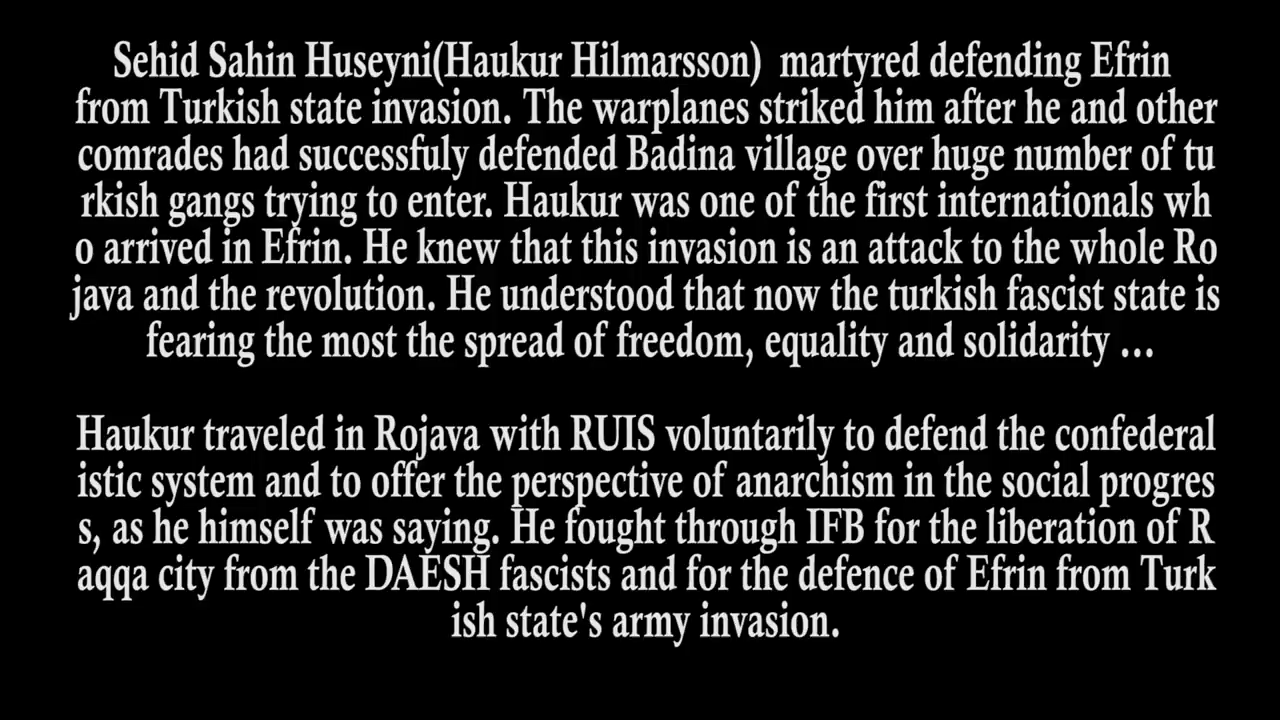 Sehid Sahin Huseyni(Haukur Hilmarsson)  martyred defending Efrin
from Turkish state invasion. The warplanes striked him after he and other
comrades had successfuly defended Badina village over huge number of tu
rkish gangs trying to enter. Haukur was one of the first internationals wh
o arrived in Efrin. He knew that this invasion is an attack to the whole Ro
java and the revolution. He understood that now the turkish fascist state is
fearing the most the spread of freedom, equality and solidarity ...
Haukur traveled in Rojava with RUIS voluntarily to defend the confederal
istic system and to offer the perspective of anarchism in the social progres
s, as he himself was saying. He fought through IFB for the liberation of R
aqqa city from the DAESH fascists and for the defence of Efrin from Turk
ish state's army invasion.